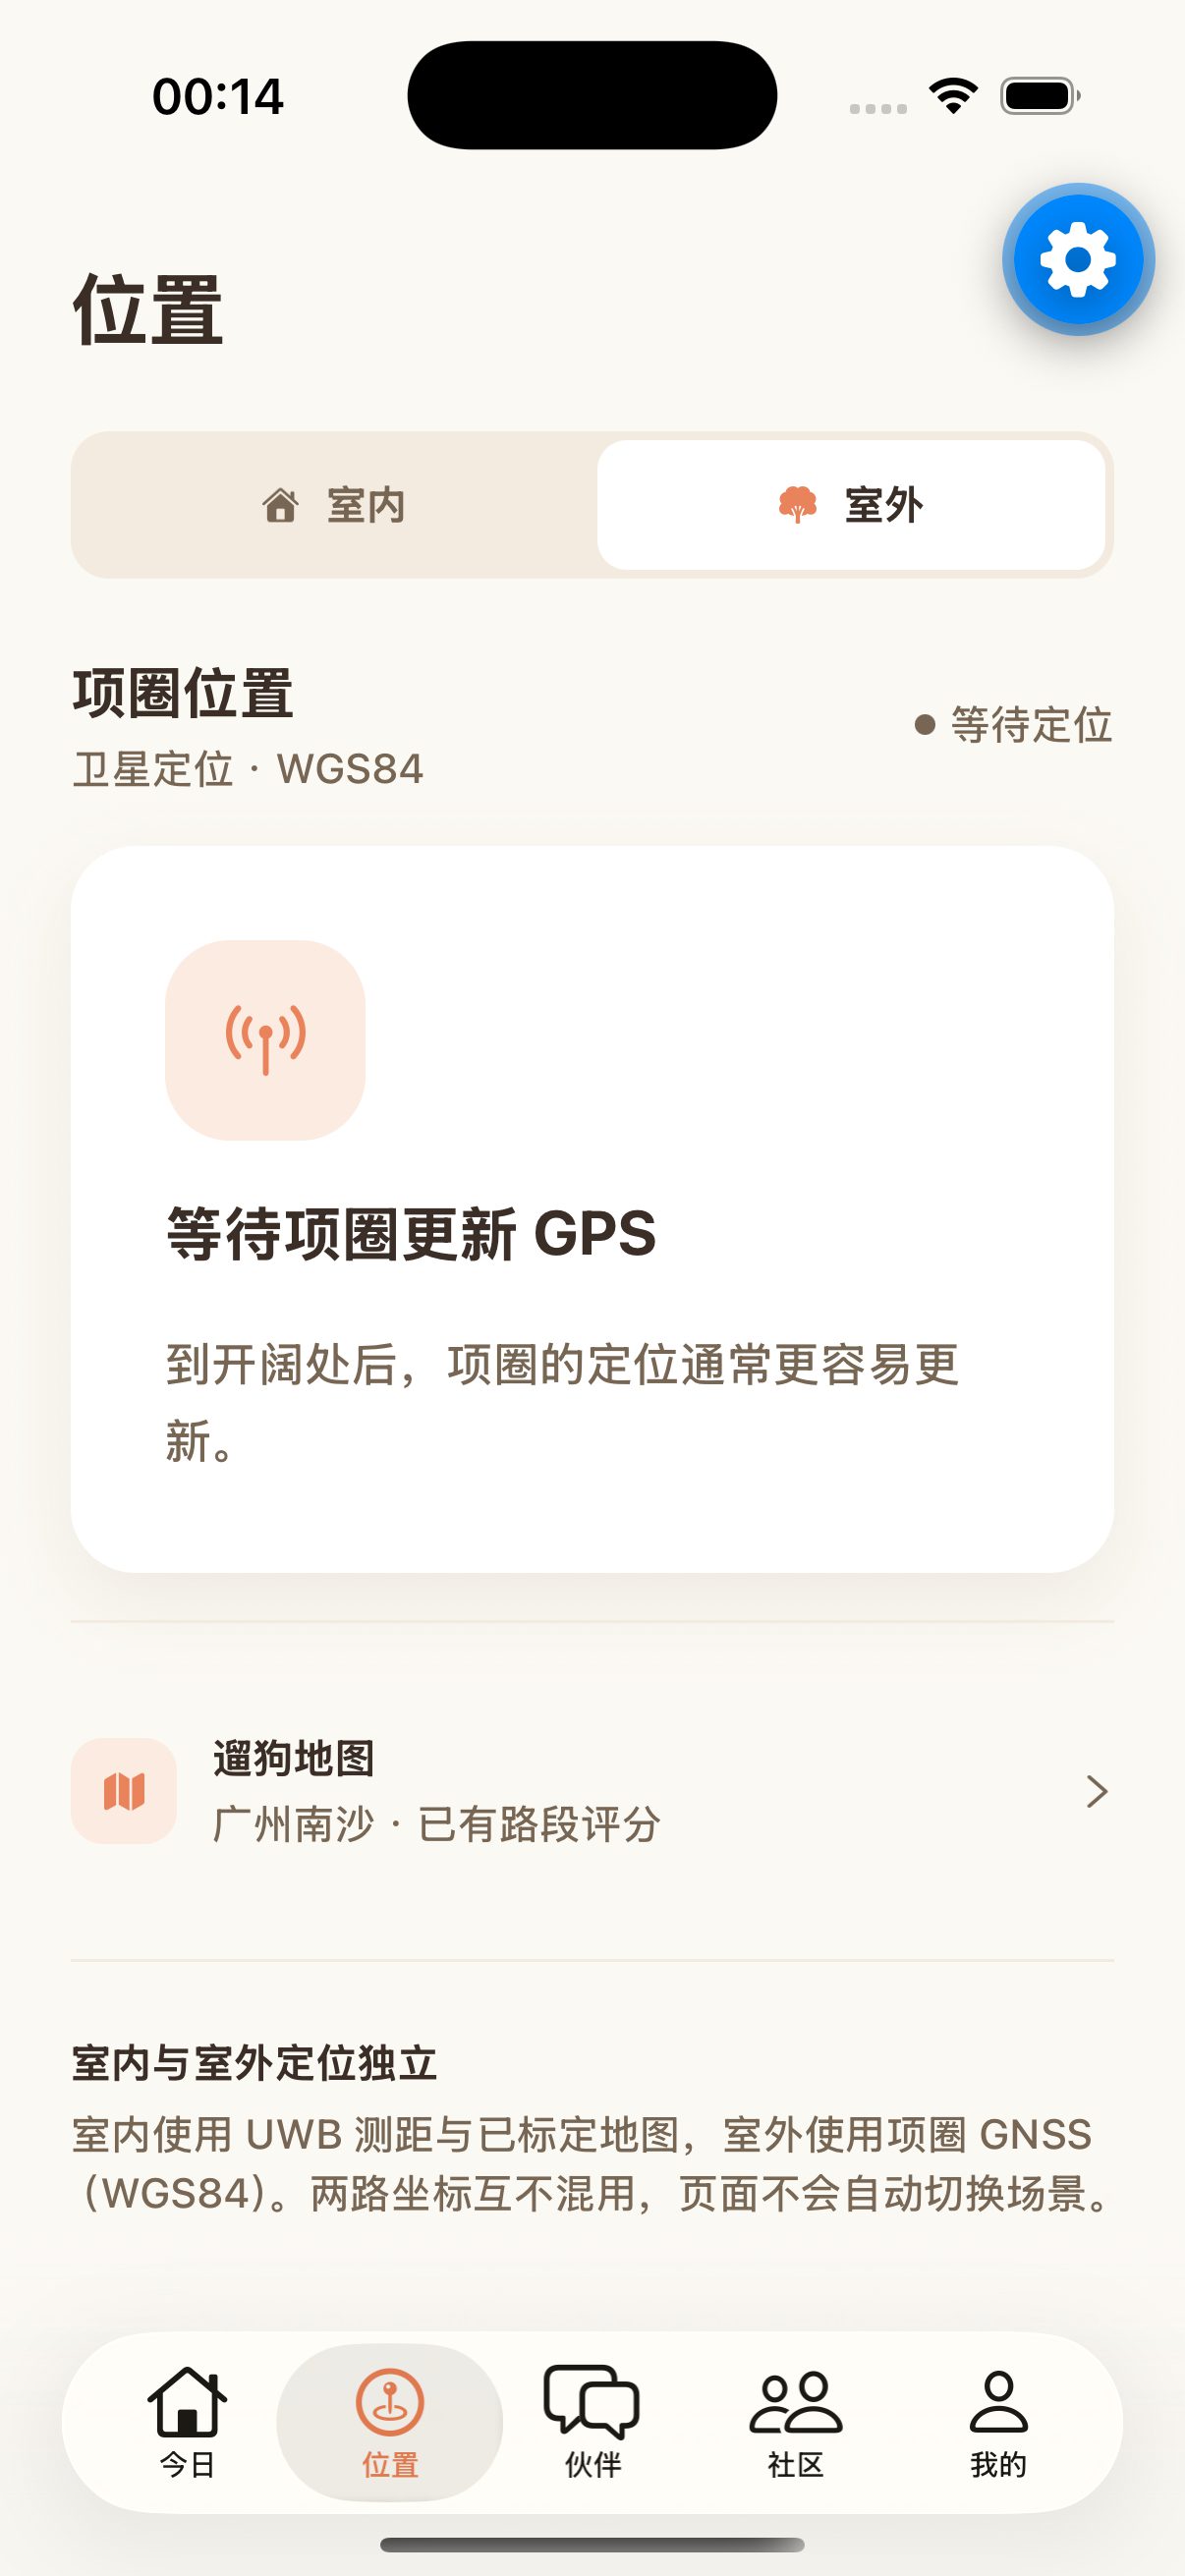 00:14
位置
室内
室外
项圈位置
等待定位
卫星定位 · WGS84
等待项圈更新 GPS
到开阔处后，项圈的定位通常更容易更
新。
遛狗地图
广州南沙 · 已有路段评分
室内与室外定位独立
室内使用 UWB 测距与已标定地图，室外使用项圈 GNSS
（WGS84）。两路坐标互不混用，页面不会自动切换场景。
今日
位置
伙伴
社区
我的